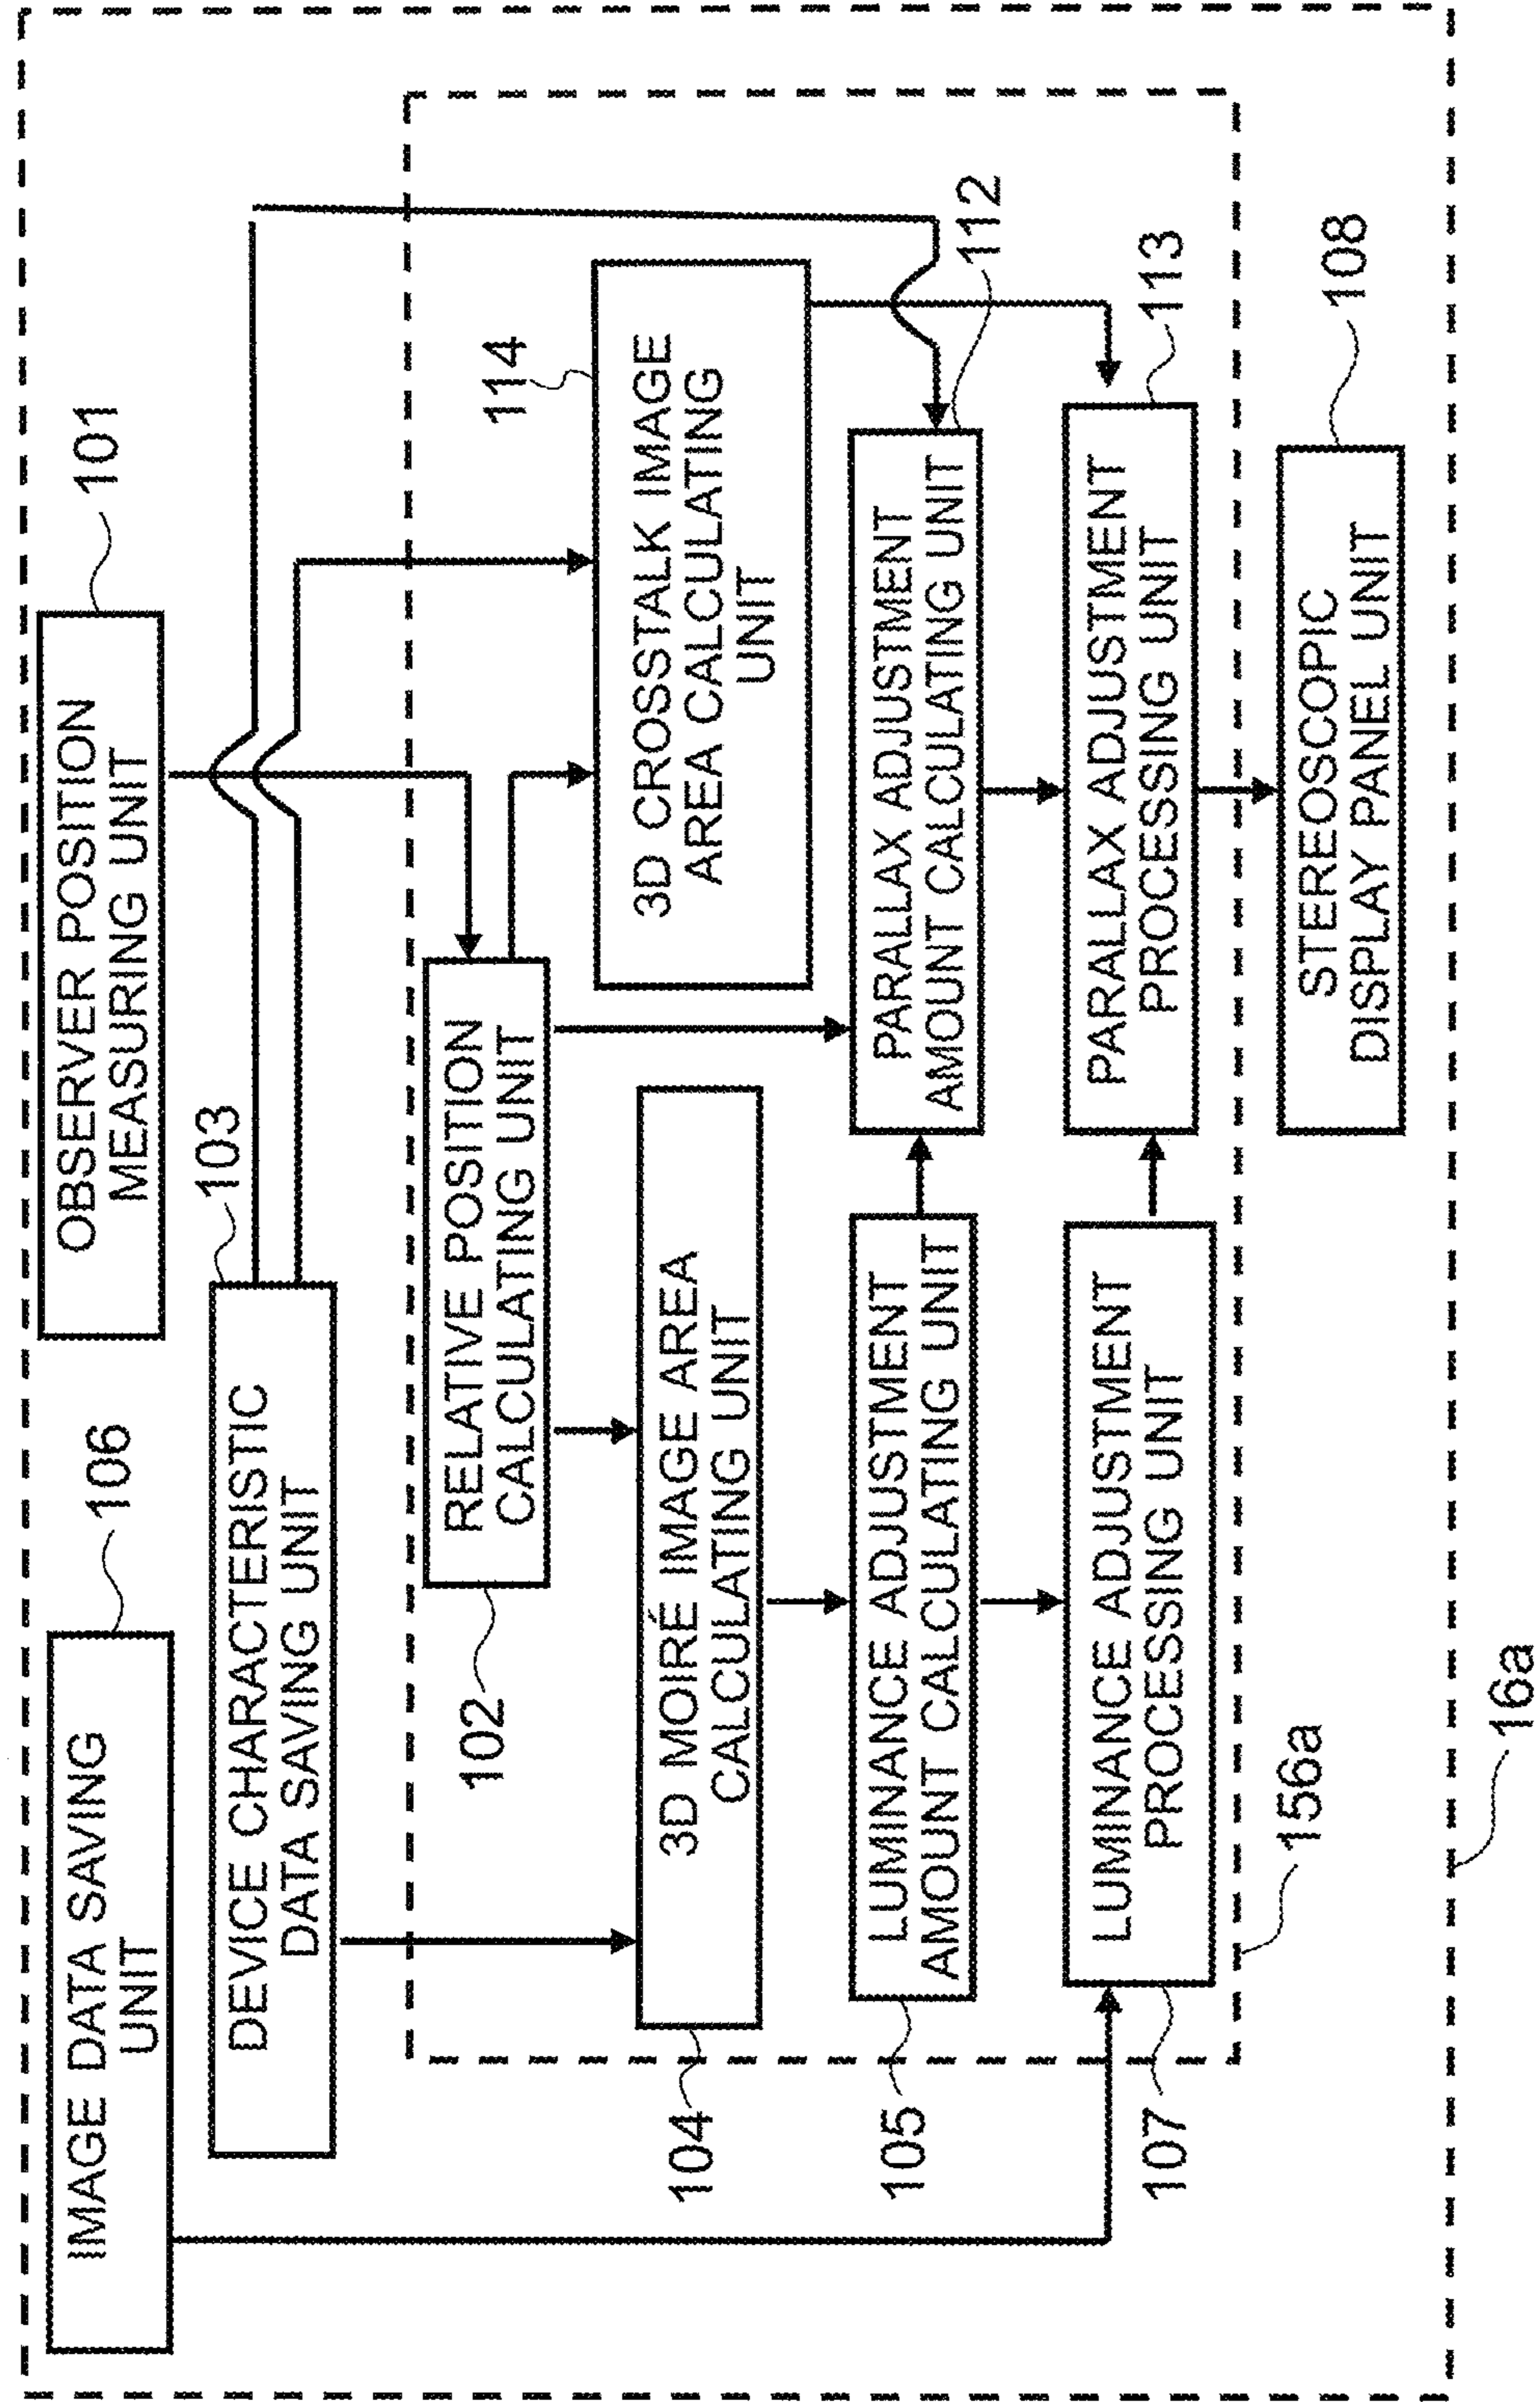 IMAGE DATA SAVING
UNIT
106
OBSERVER POSITION
MEASURING UNIT
101
DEVICE CHARACTERISTIC
DATA SAVING UNIT
103
RELATIVE POSITION
CALCULATING UNIT
102
114
3D CROSSTALK IMAGE
AREA CALCULATING
UNIT
3D MOIRÉ IMAGE AREA
CALCULATING UNIT
104
LUMINANCE ADJUSTMENT
AMOUNT CALCULATING UNIT
105
PARALLAX ADJUSTMENT
AMOUNT CALCULATING UNIT
112
LUMINANCE ADJUSTMENT
PROCESSING UNIT
107
PARALLAX ADJUSTMENT
PROCESSING UNIT
113
156a
STEREOSCOPIC
DISPLAY PANEL UNIT
108
16a